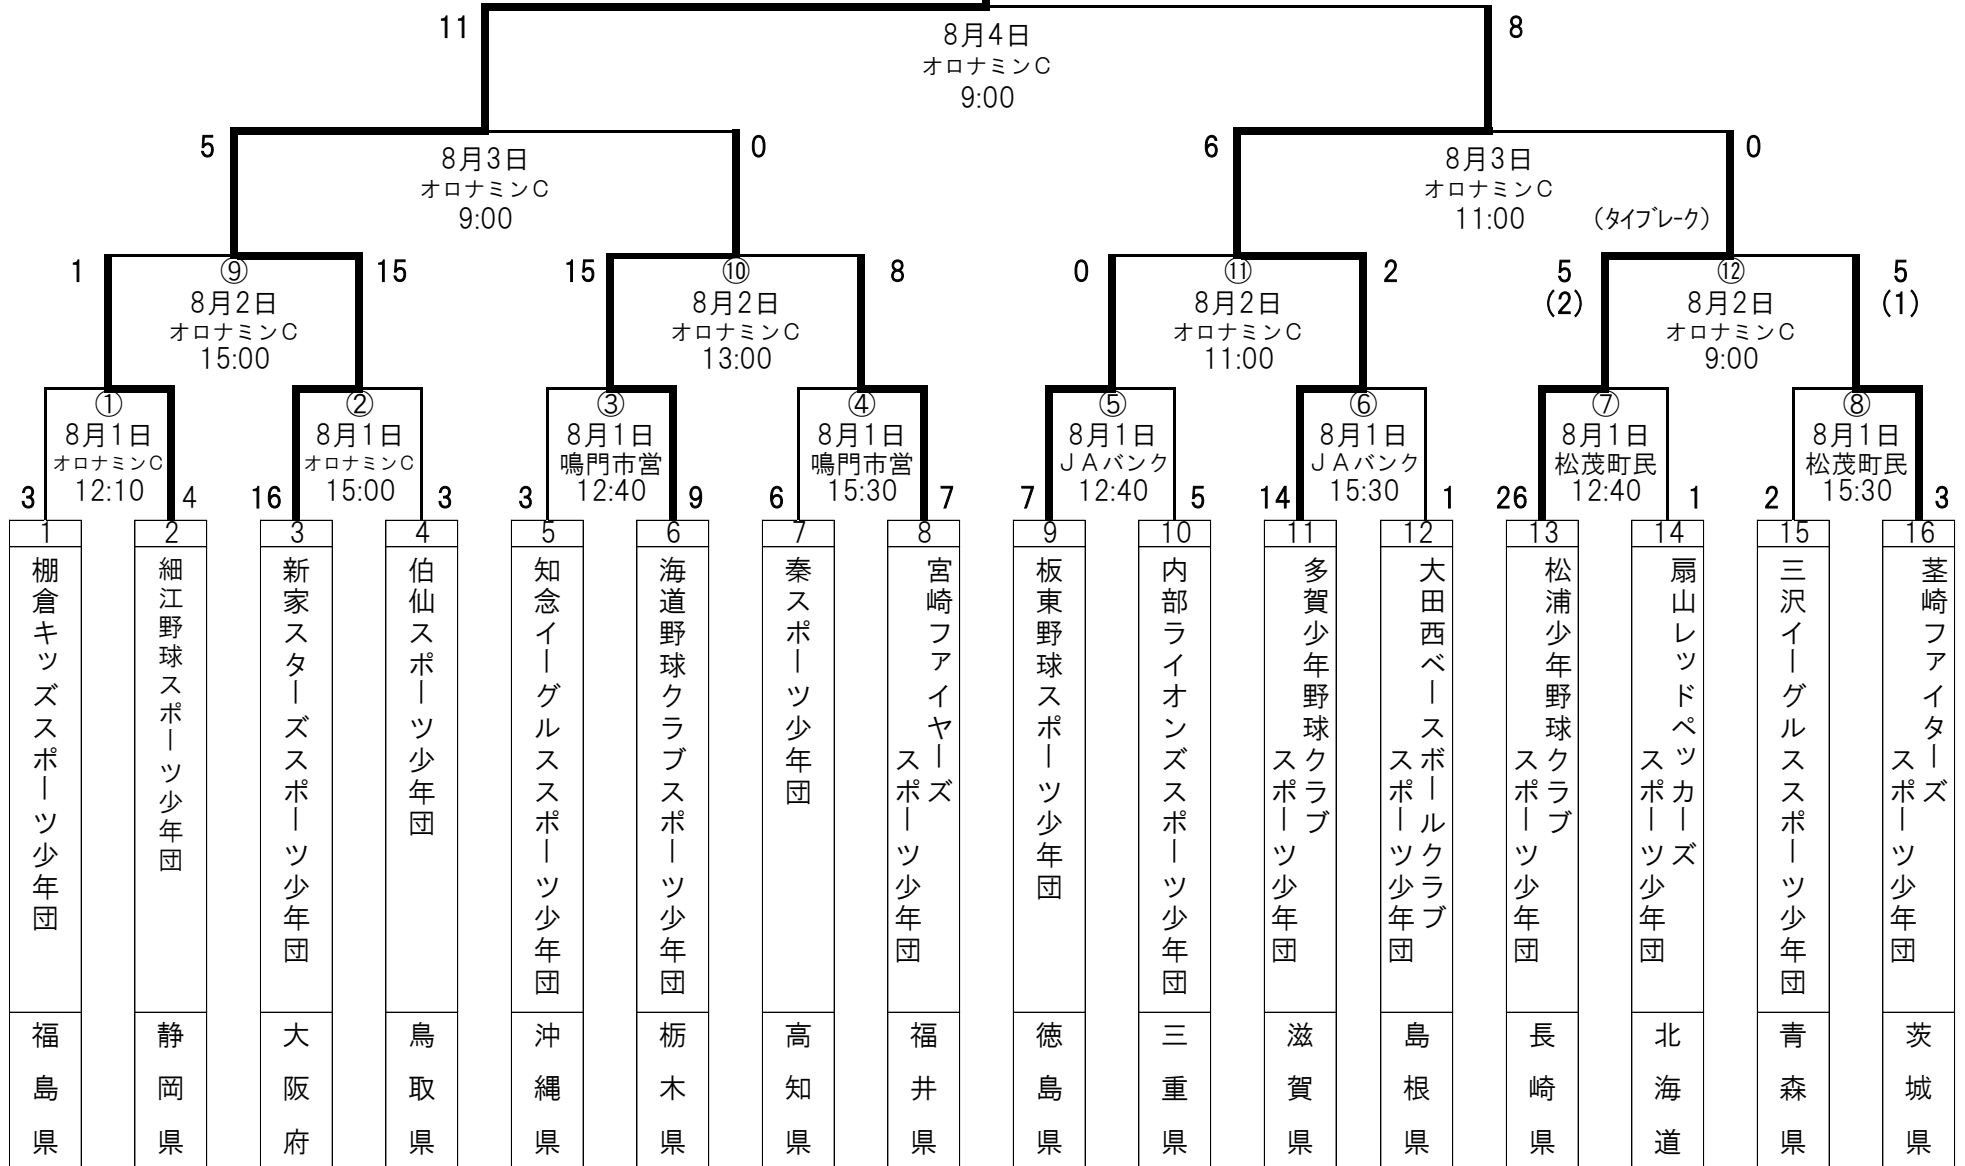 11
8
8月4日
オロナミンC
9:00
5
0
6
0
8月3日
オロナミンC
9:00
8月3日
オロナミンC
11:00
（タイブレーク）
1
⑨
15
8月2日
オロナミンC
15:00
15
⑩
8
8月2日
オロナミンC
13:00
0
⑪
2
8月2日
オロナミンC
11:00
5
(2)
⑫
5
(1)
8月2日
オロナミンC
9:00
①
8月1日
オロナミンC
12:10
3
4
②
8月1日
オロナミンC
15:00
16
3
③
8月1日
鳴門市営
12:40
3
9
④
8月1日
鳴門市営
15:30
6
7
⑤
8月1日
ＪＡバンク
12:40
7
5
⑥
8月1日
ＪＡバンク
15:30
14
1
⑦
8月1日
松茂町民
12:40
26
1
⑧
8月1日
松茂町民
15:30
2
3
1
棚倉キッズスポーツ少年団
福島県
2
細江野球スポーツ少年団
静岡県
3
新家スターズスポーツ少年団
大阪府
4
伯仙スポーツ少年団
鳥取県
5
知念イーグルススポーツ少年団
沖縄県
6
海道野球クラブスポーツ少年団
栃木県
7
秦スポーツ少年団
高知県
8
宮崎ファイヤーズ
スポーツ少年団
福井県
9
板東野球スポーツ少年団
徳島県
10
内部ライオンズスポーツ少年団
三重県
11
多賀少年野球クラブ
スポーツ少年団
滋賀県
12
大田西ベースボールクラブ
スポーツ少年団
島根県
13
松浦少年野球クラブ
スポーツ少年団
長崎県
14
扇山レッドペッカーズ
スポーツ少年団
北海道
15
三沢イーグルススポーツ少年団
青森県
16
茎崎ファイターズ
スポーツ少年団
茨城県